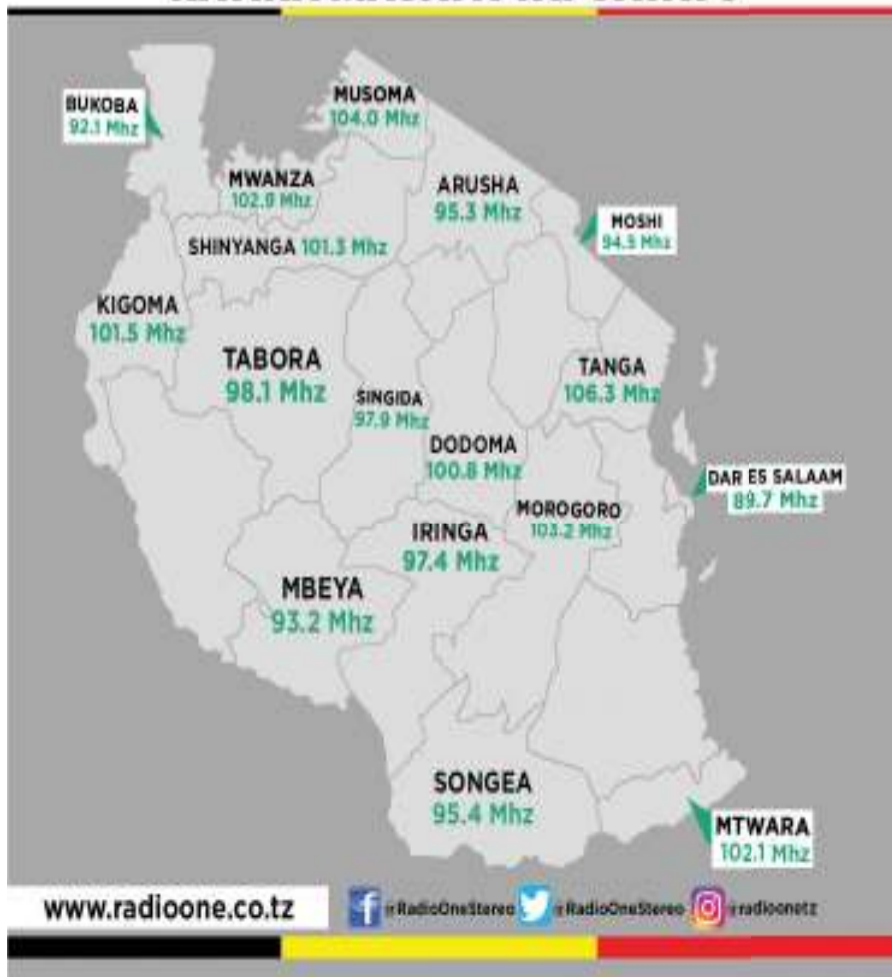 BUKOBA
92.1 Mhz
MUSOMA
104.0 Mhz
MWANZA
102.9 Mhz
ARUSHA
95.3 Mhz
MOSHI
94.5 Mhz
SHINYANGA 101.3 Mhz
KIGOMA
101.5 Mhz
TABORA
98.1 Mhz
SINGIDA
97.9 Mhz
TANGA
106.3 Mhz
DODOMA
100.8 Mhz
DAR ES SALAAM
89.7 Mhz
MOROGORO
103.2 Mhz
IRINGA
97.4 Mhz
MBEYA
93.2 Mhz
SONGEA
95.4 Mhz
MTWARA
102.1 Mhz
www.radioone.co.tz @RadioOneStereo @RadioOneStereo @radioonetz